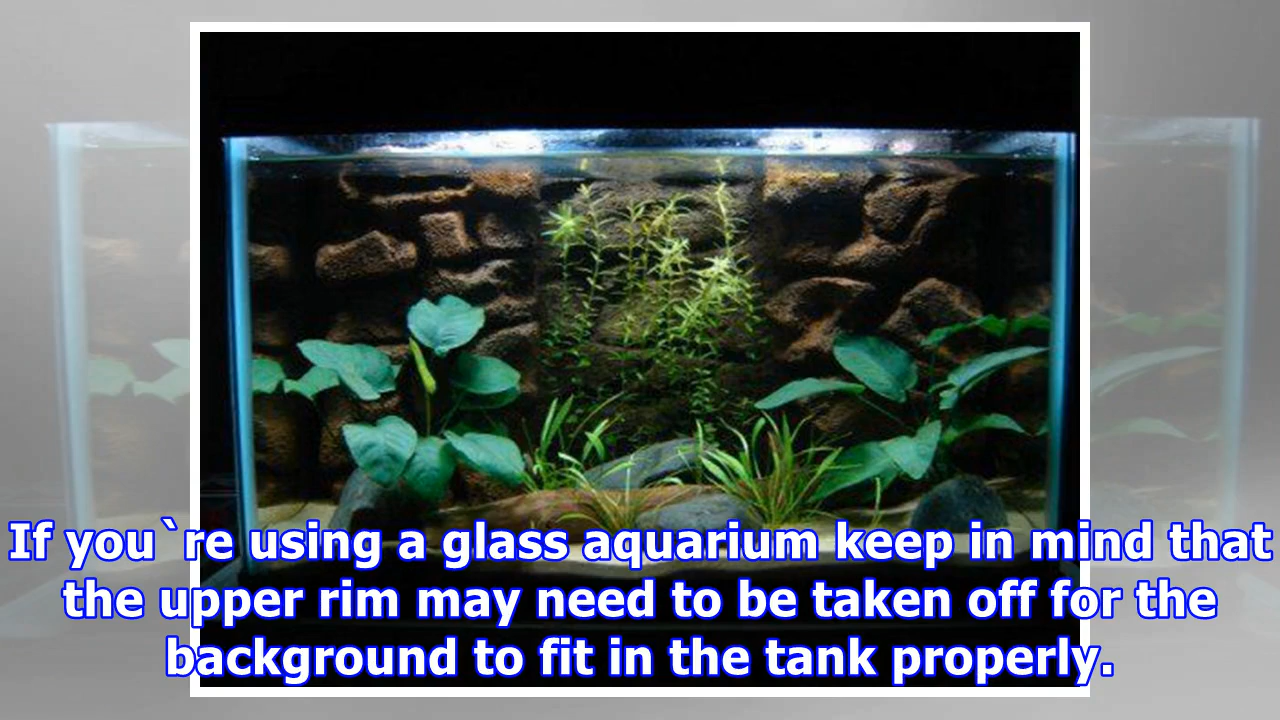 If you`re using a glass aquarium keep in mind that
the upper rim may need to be taken off for the
background to fit in the tank properly.